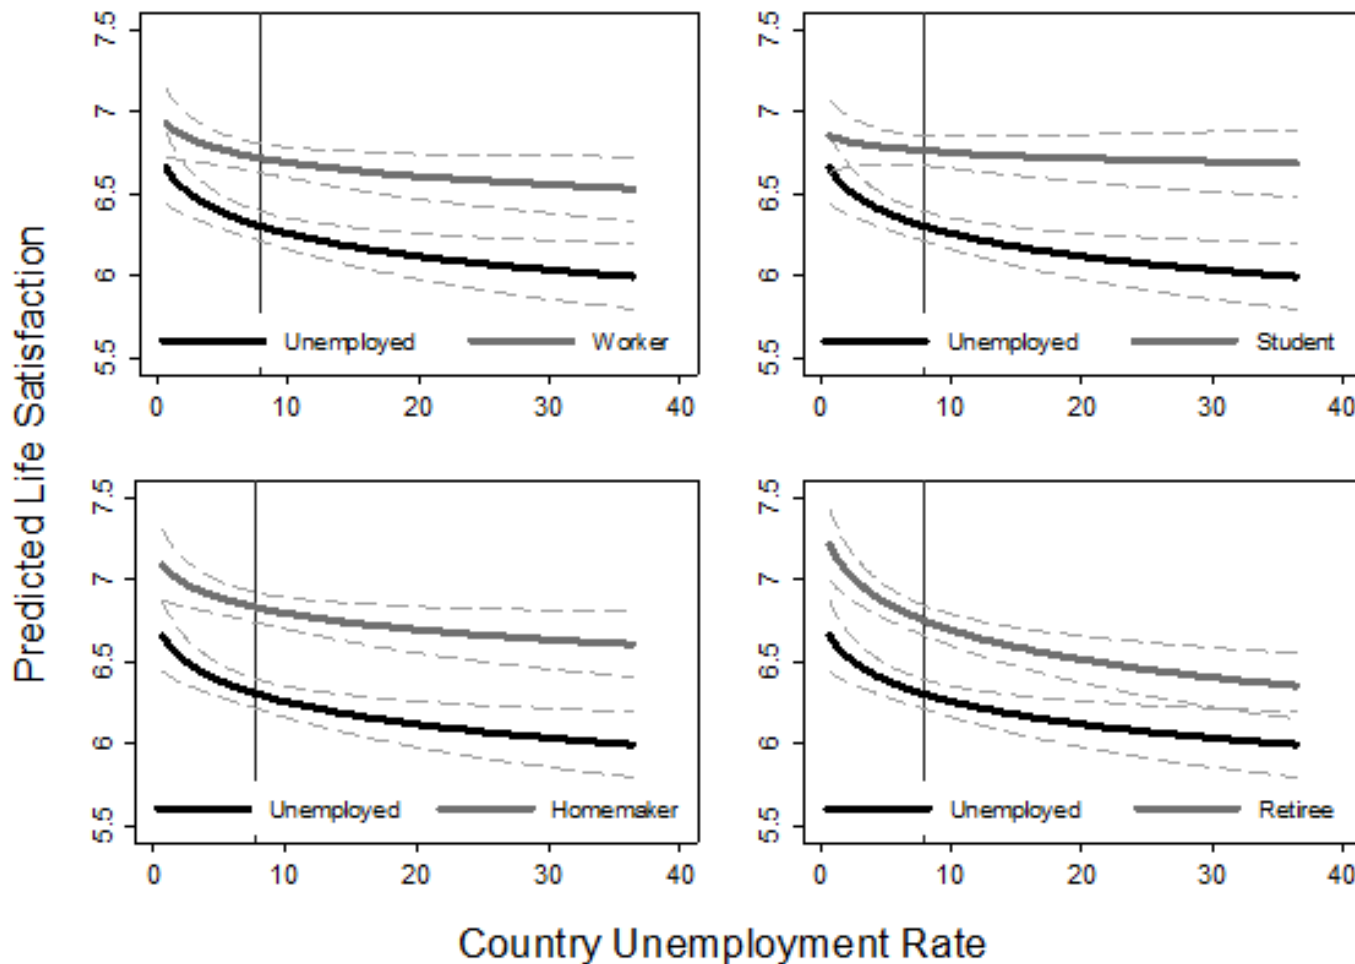 Predicted Life Satisfaction
7.5
7
6.5
6
5.5
Unemployed Worker
0 10 20 30 40
7.5
7
6.5
6
5.5
Unemployed Student
0 10 20 30 40
7.5
7
6.5
6
5.5
Unemployed Homemaker
0 10 20 30 40
7.5
7
6.5
6
5.5
Unemployed Retiree
0 10 20 30 40
Country Unemployment Rate